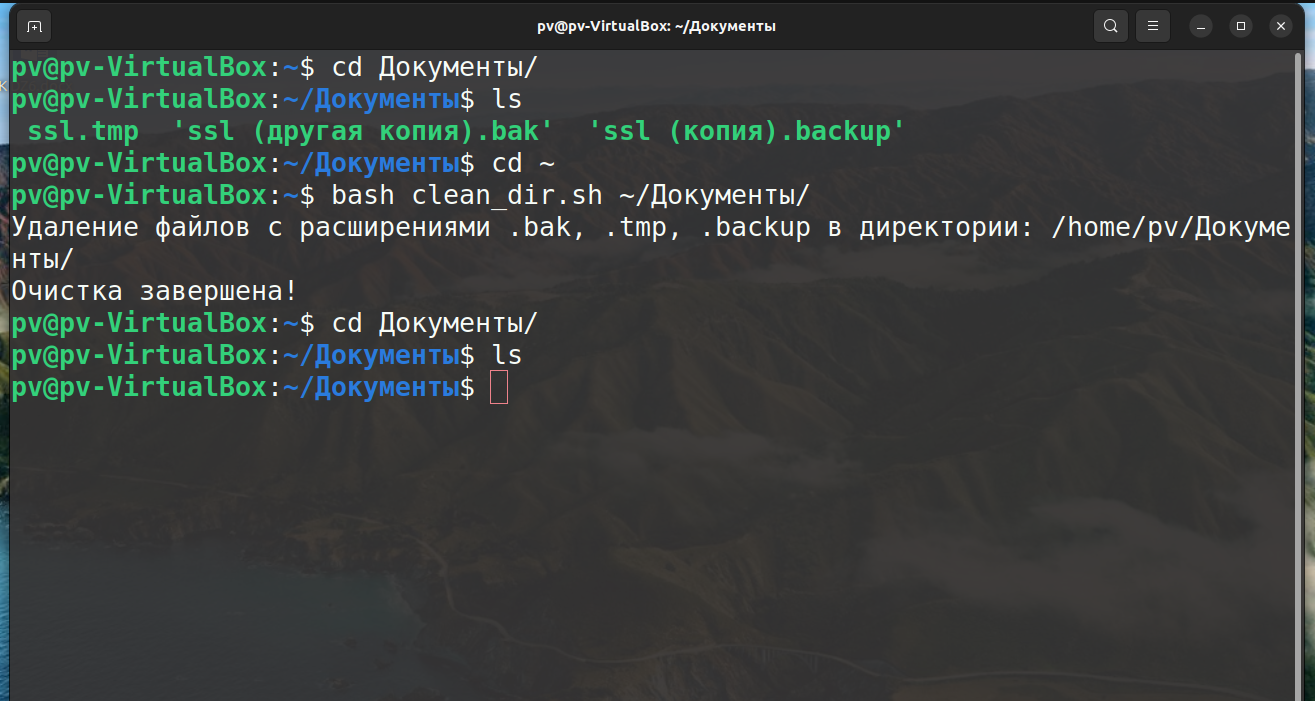 pv@pv-VirtualBox: ~/Документы
pv@pv-VirtualBox:~$ cd Документы/
pv@pv-VirtualBox:~/Документы$ ls
ssl.tmp  'ssl (другая копия).bak'  'ssl (копия).backup'
pv@pv-VirtualBox:~/Документы$ cd ~
pv@pv-VirtualBox:~$ bash clean_dir.sh ~/Документы/
Удаление файлов с расширениями .bak, .tmp, .backup в директории: /home/pv/Докуме
нты/
Очистка завершена!
pv@pv-VirtualBox:~$ cd Документы/
pv@pv-VirtualBox:~/Документы$ ls
pv@pv-VirtualBox:~/Документы$